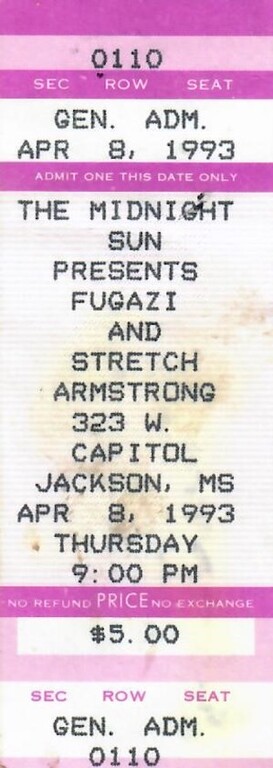 0110
SEC ROW SEAT
GEN. ADM.
APR 8, 1993
ADMIT ONE THIS DATE ONLY
THE MIDNIGHT
SUN
PRESENTS
FUGAZI
AND
STRETCH
ARMSTRONG
323 W.
CAPITOL
JACKSON, MS
APR 8, 1993
THURSDAY
9:00 PM
NO REFUND PRICE NO EXCHANGE
$5.00
SEC ROW SEAT
GEN. ADM.
0110